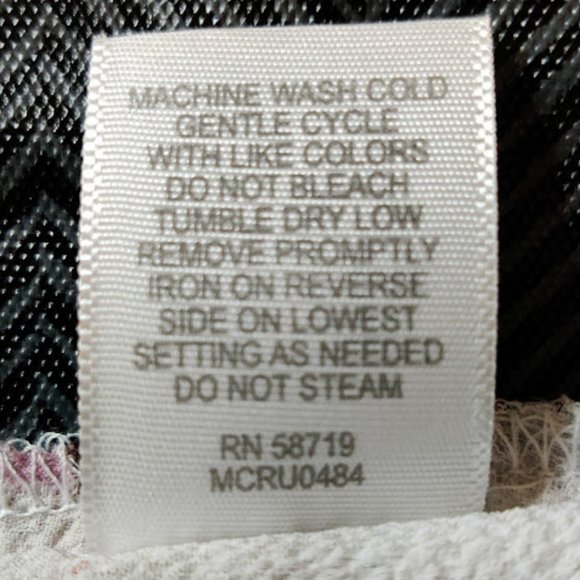 MACHINE WASH COLD
GENTLE CYCLE
WITH LIKE COLORS
DO NOT BLEACH
TUMBLE DRY LOW
REMOVE PROMPTLY
IRON ON REVERSE
SIDE ON LOWEST
SETTING AS NEEDED
DO NOT STEAM
RN 58719
MCRU0484